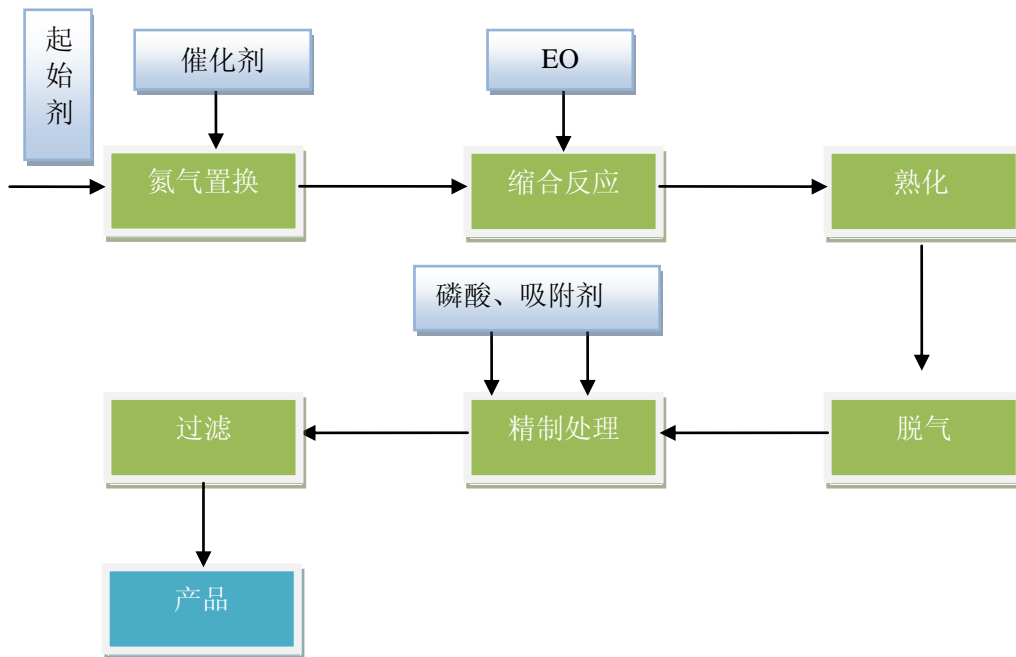 起始剂
催化剂
EO
氮气置换
缩合反应
熟化
磷酸、吸附剂
过滤
精制处理
脱气
产品